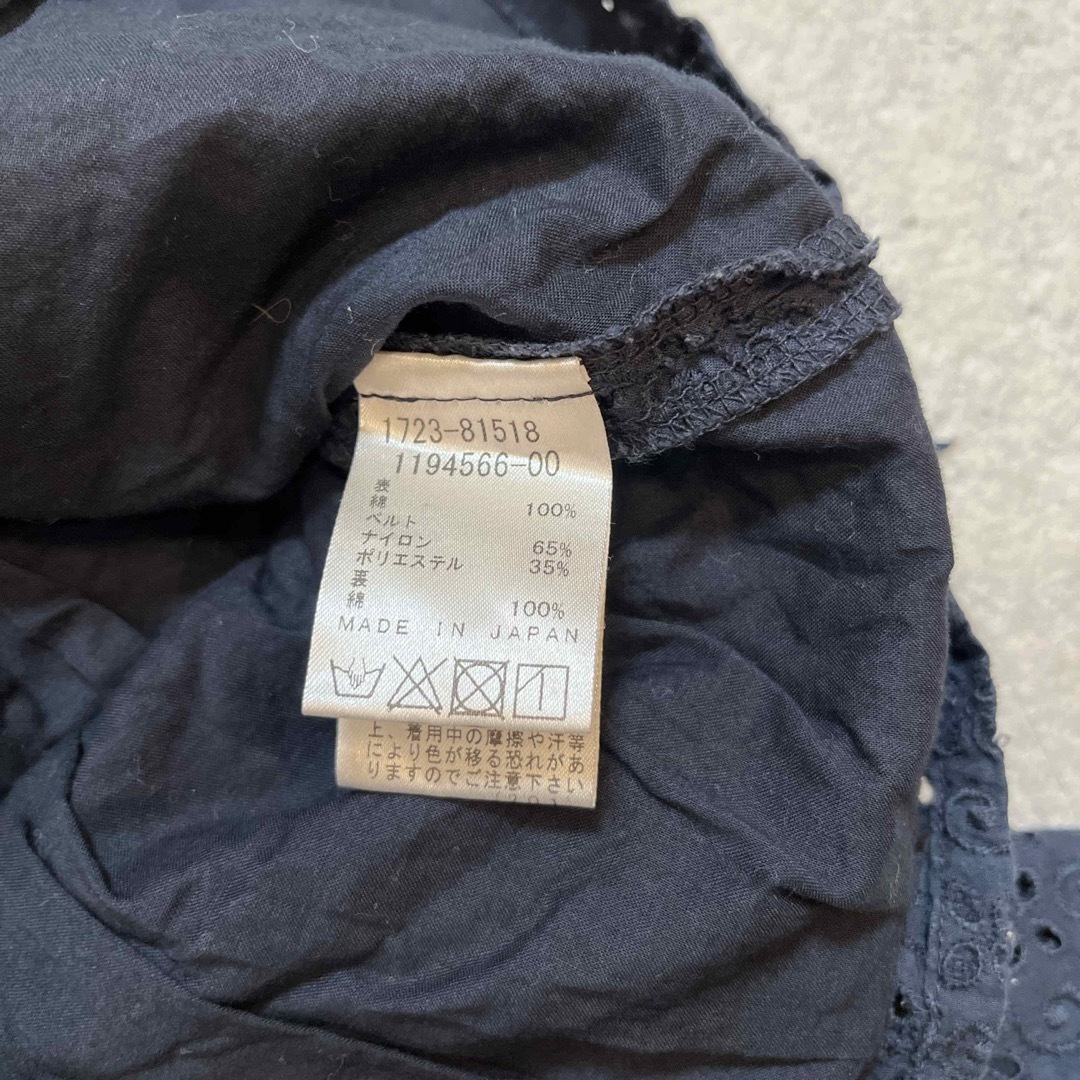 1723-81518
1194566-00
表
綿 100%
ベルト
ナイロン 65%
ポリエステル 35%
裏
綿 100%
MADE IN JAPAN
上、着用中の摩擦や汗等
により色が移る恐れがあ
りますのでご注意下さい